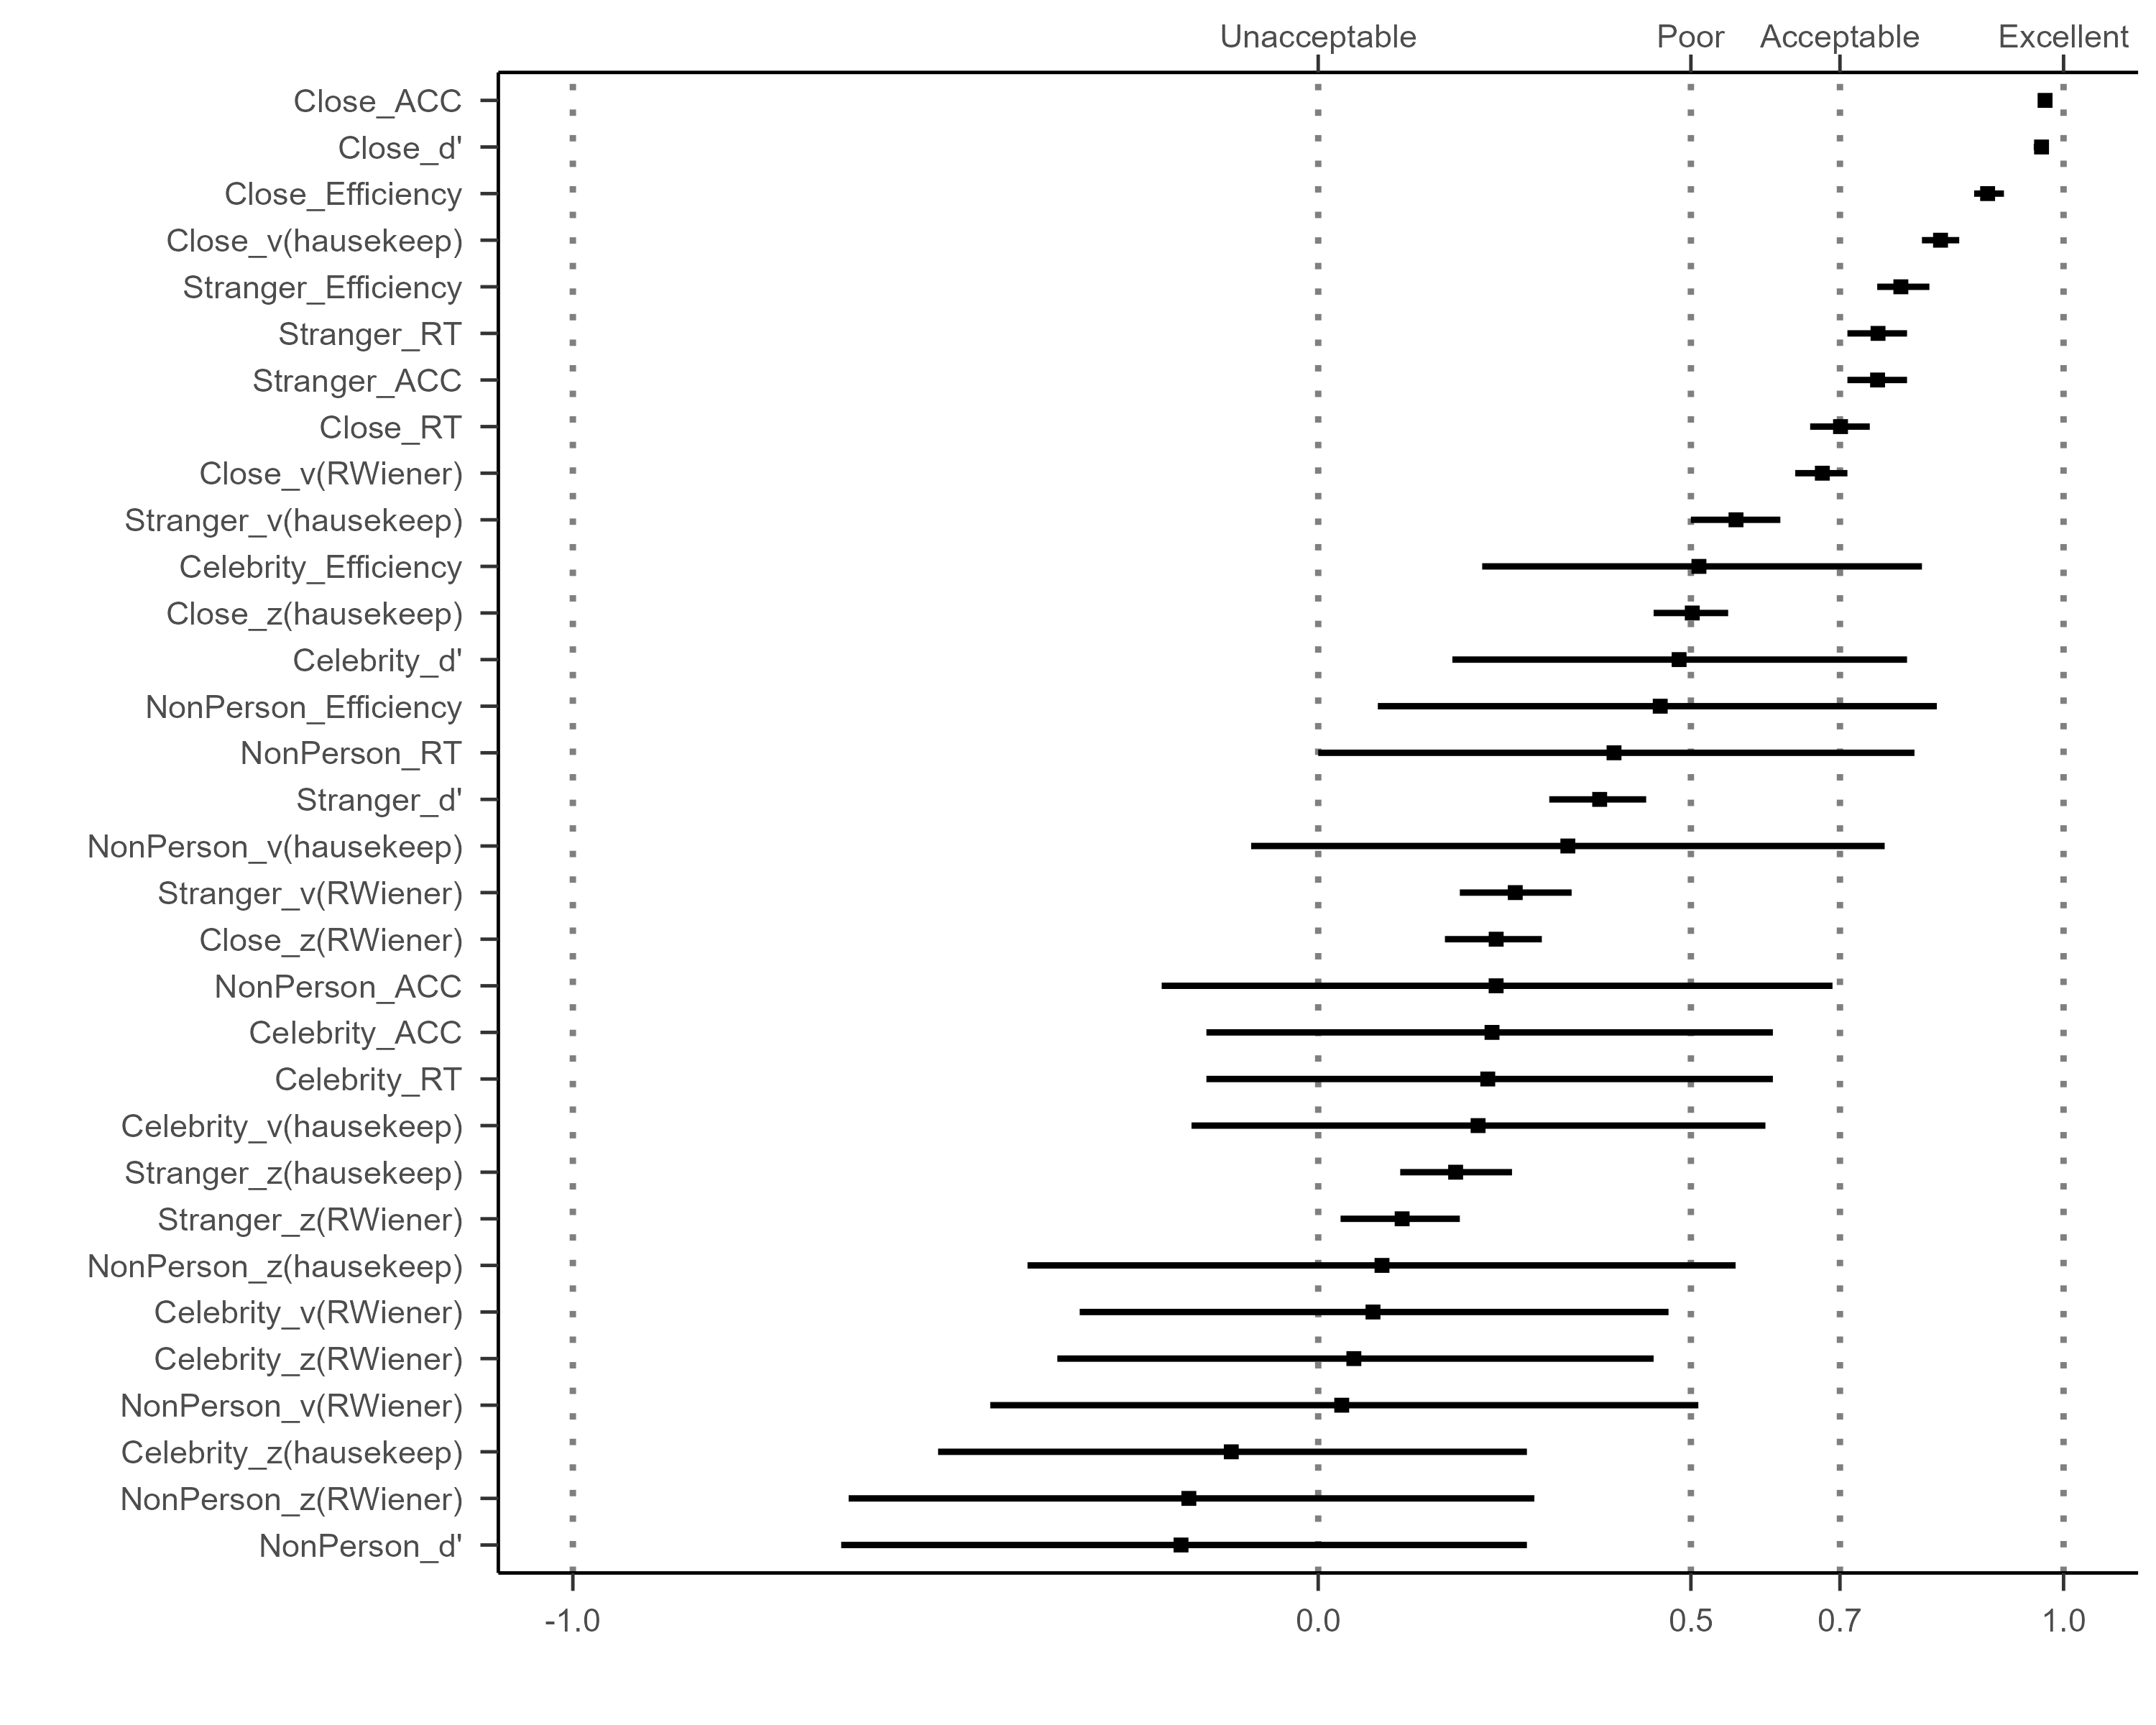 Unacceptable Poor Acceptable Excellent
Close_ACC
Close_d'
Close_Efficiency
Close_v(hausekeep)
Stranger_Efficiency
Stranger_RT
Stranger_ACC
Close_RT
Close_v(RWiener)
Stranger_v(hausekeep)
Celebrity_Efficiency
Close_z(hausekeep)
Celebrity_d'
NonPerson_Efficiency
NonPerson_RT
Stranger_d'
NonPerson_v(hausekeep)
Stranger_v(RWiener)
Close_z(RWiener)
NonPerson_ACC
Celebrity_ACC
Celebrity_RT
Celebrity_v(hausekeep)
Stranger_z(hausekeep)
Stranger_z(RWiener)
NonPerson_z(hausekeep)
Celebrity_v(RWiener)
Celebrity_z(RWiener)
NonPerson_v(RWiener)
Celebrity_z(hausekeep)
NonPerson_z(RWiener)
NonPerson_d'
-1.0 0.0 0.5 0.7 1.0